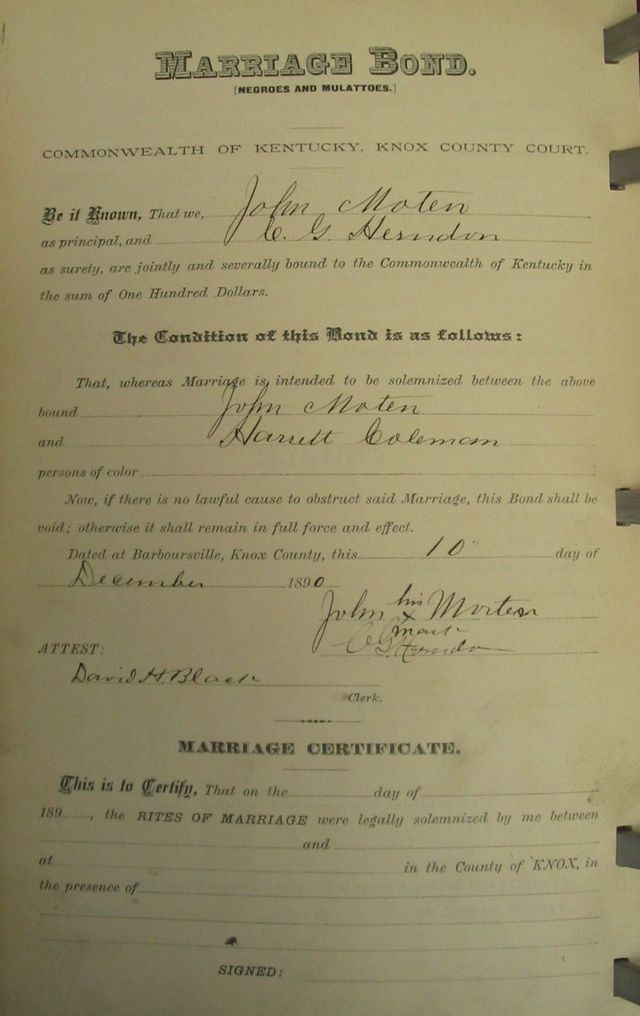 MARRIAGE BOND.
[NEGROES AND MULATTOES.]
COMMONWEALTH OF KENTUCKY, KNOX COUNTY COURT.
Be it Known, That we, John Moten
as principal, and C. G. Herndon
as surety, are jointly and severally bound to the Commonwealth of Kentucky in
the sum of One Hundred Dollars.
The Condition of this Bond is as follows:
That, whereas Marriage is intended to be solemnized between the above
bound John Moten
and Harrett Coleman
persons of color
Now, if there is no lawful cause to obstruct said Marriage, this Bond shall be
void; otherwise it shall remain in full force and effect.
Dated at Barboursville, Knox County, this 10" day of
December 1890
John his Morten
x mark
C G Herndon
ATTEST:
David H. Black
Clerk.
MARRIAGE CERTIFICATE.
This is to Certify, That on the day of
189 , the RITES OF MARRIAGE were legally solemnized by me between
and
at in the County of KNOX, in
the presence of
SIGNED: